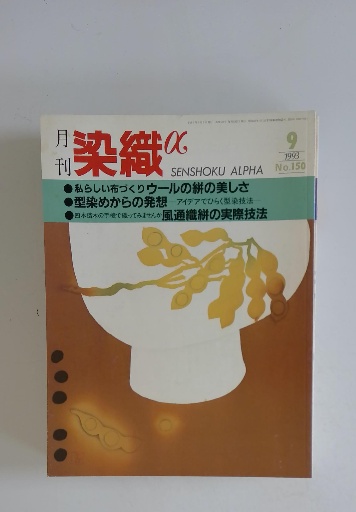 月刊 染織α
SENSHOKU ALPHA
9
1993
No.150
●私らしい布づくりウールの絣の美しさ
●型染めからの発想—アイデアでひらく型染技法—
風通織絣の実際技法